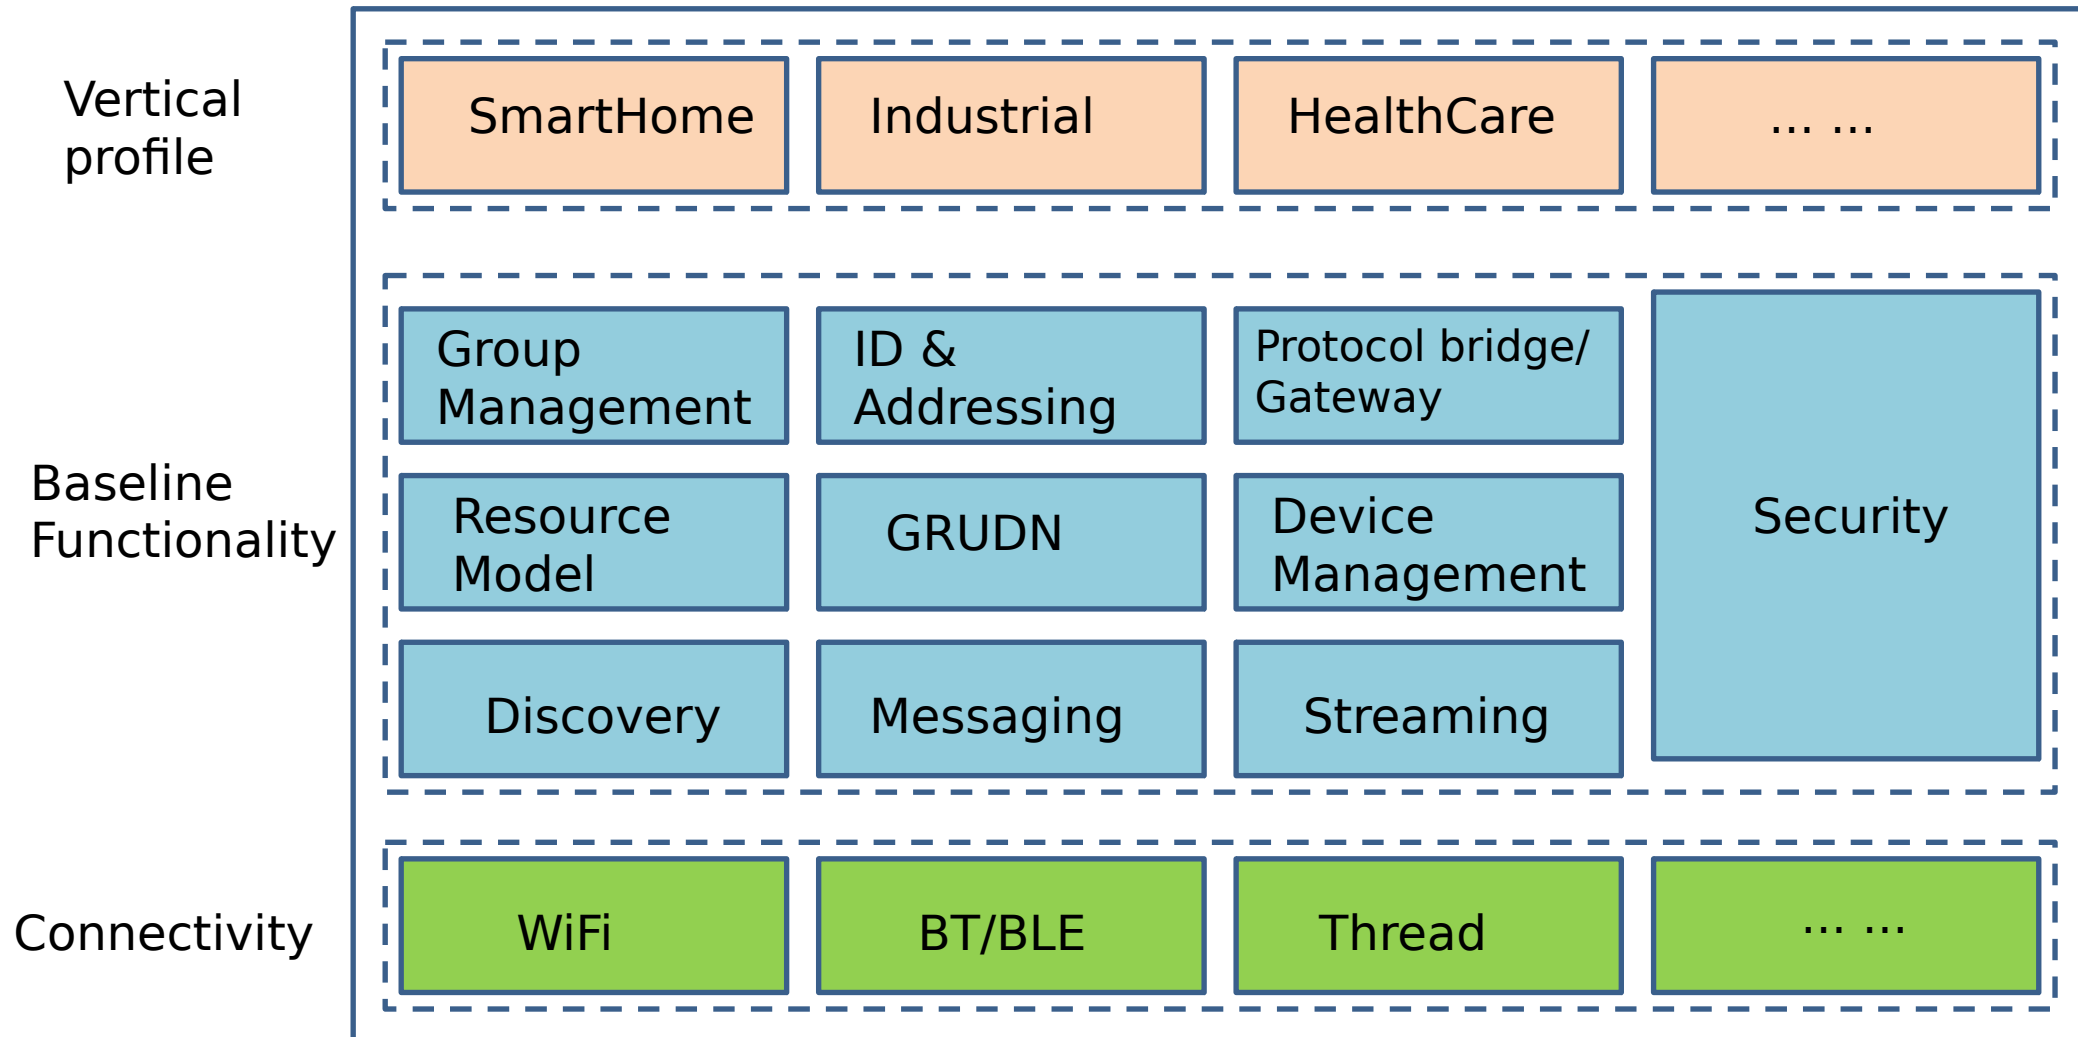 Vertical
profile
SmartHome
Industrial
HealthCare
... ...
Baseline
Functionality
Group
Management
ID &
Addressing
Protocol bridge/
Gateway
Resource
Model
GRUDN
Device
Management
Security
Discovery
Messaging
Streaming
Connectivity
WiFi
BT/BLE
Thread
... ...